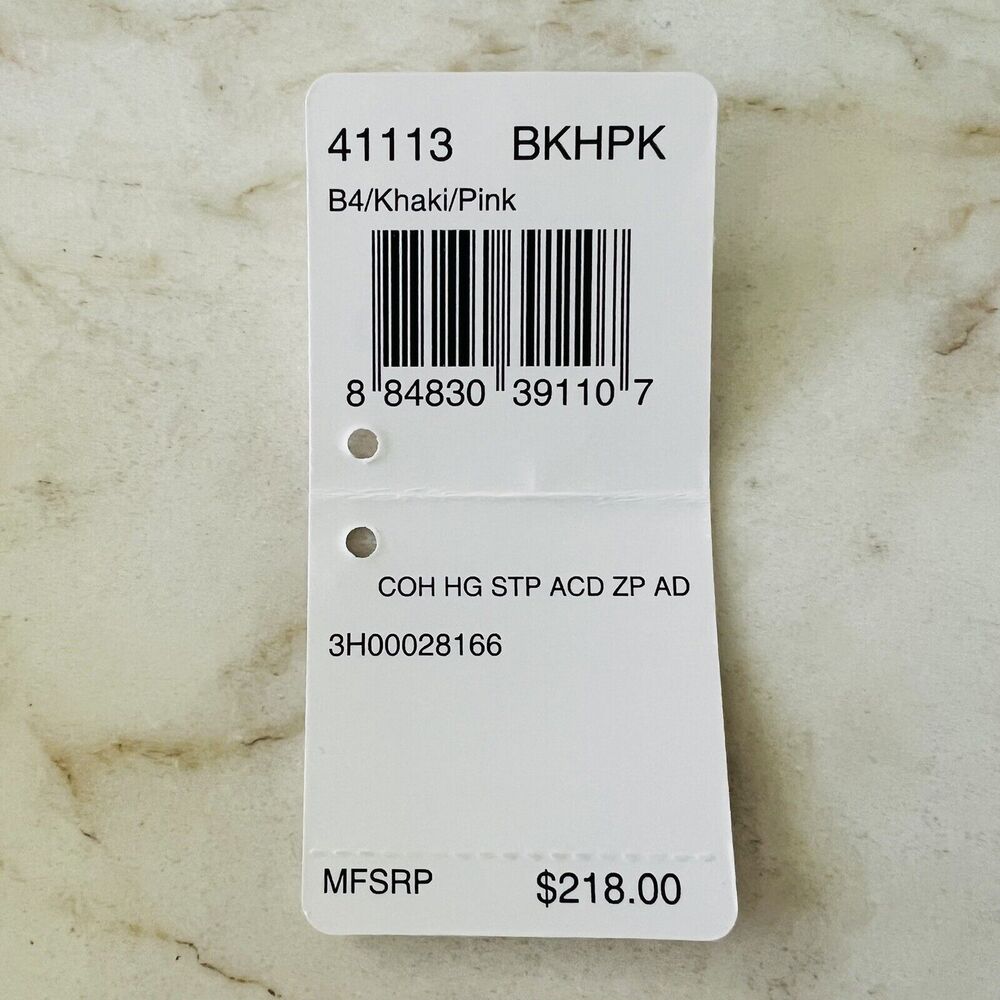 41113 BKHPK
B4/Khaki/Pink
8 84830 39110 7
COH HG STP ACD ZP AD
3H00028166
MFSRP $218.00